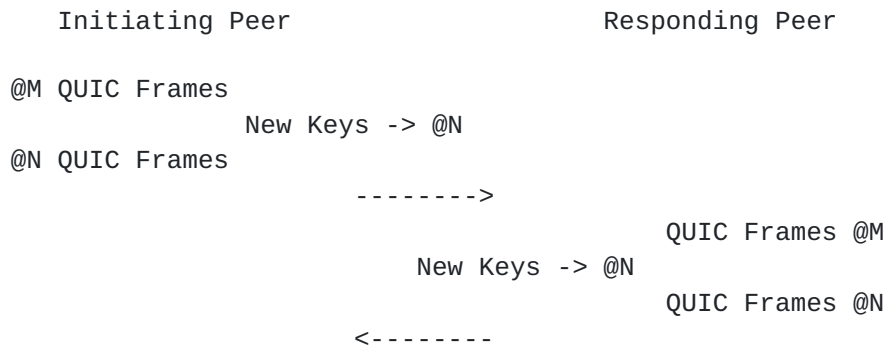 Initiating Peer Responding Peer
@M QUIC Frames
New Keys -> @N
@N QUIC Frames
-------->
QUIC Frames @M
New Keys -> @N
QUIC Frames @N
<--------